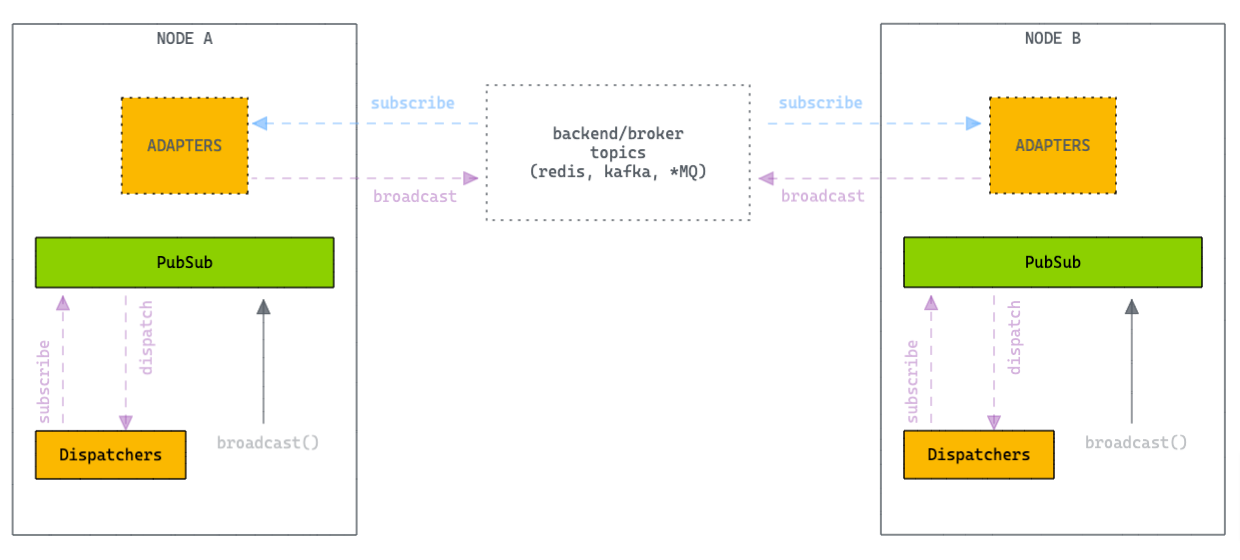 NODE A
NODE B
subscribe
subscribe
ADAPTERS
backend/broker
topics
(redis, kafka, *MQ)
ADAPTERS
broadcast
broadcast
PubSub
PubSub
subscribe
dispatch
subscribe
dispatch
broadcast()
broadcast()
Dispatchers
Dispatchers